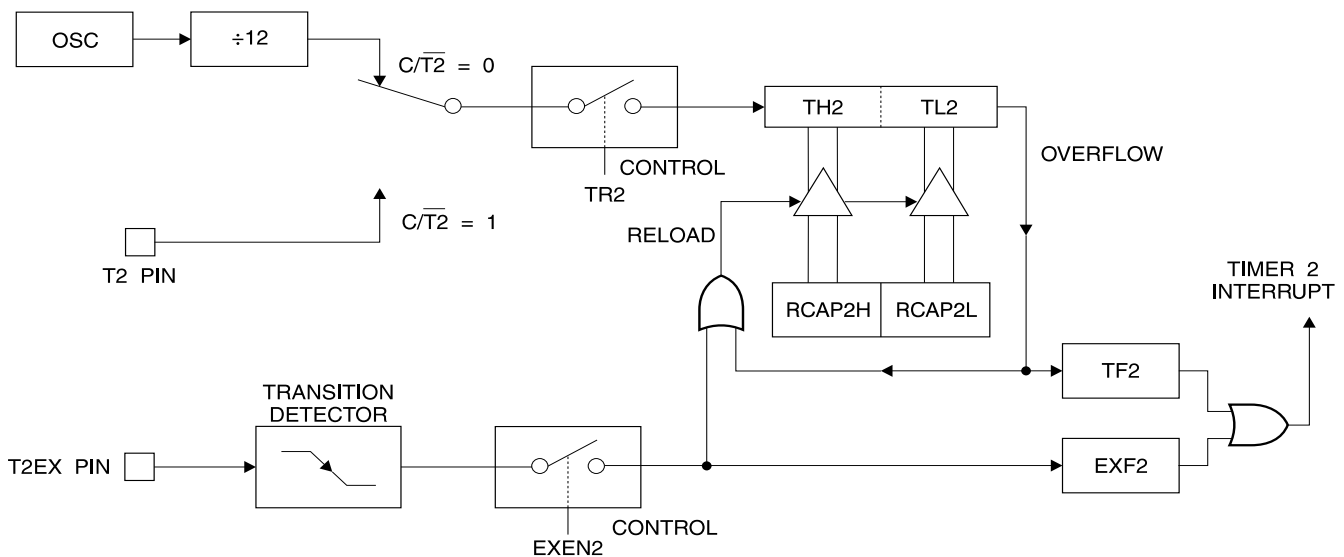 OSC
÷12
C/T2 = 0
TH2
TL2
OVERFLOW
CONTROL
TR2
C/T2 = 1
RELOAD
T2 PIN
TIMER 2
INTERRUPT
RCAP2H
RCAP2L
TF2
TRANSITION
DETECTOR
T2EX PIN
EXF2
CONTROL
EXEN2